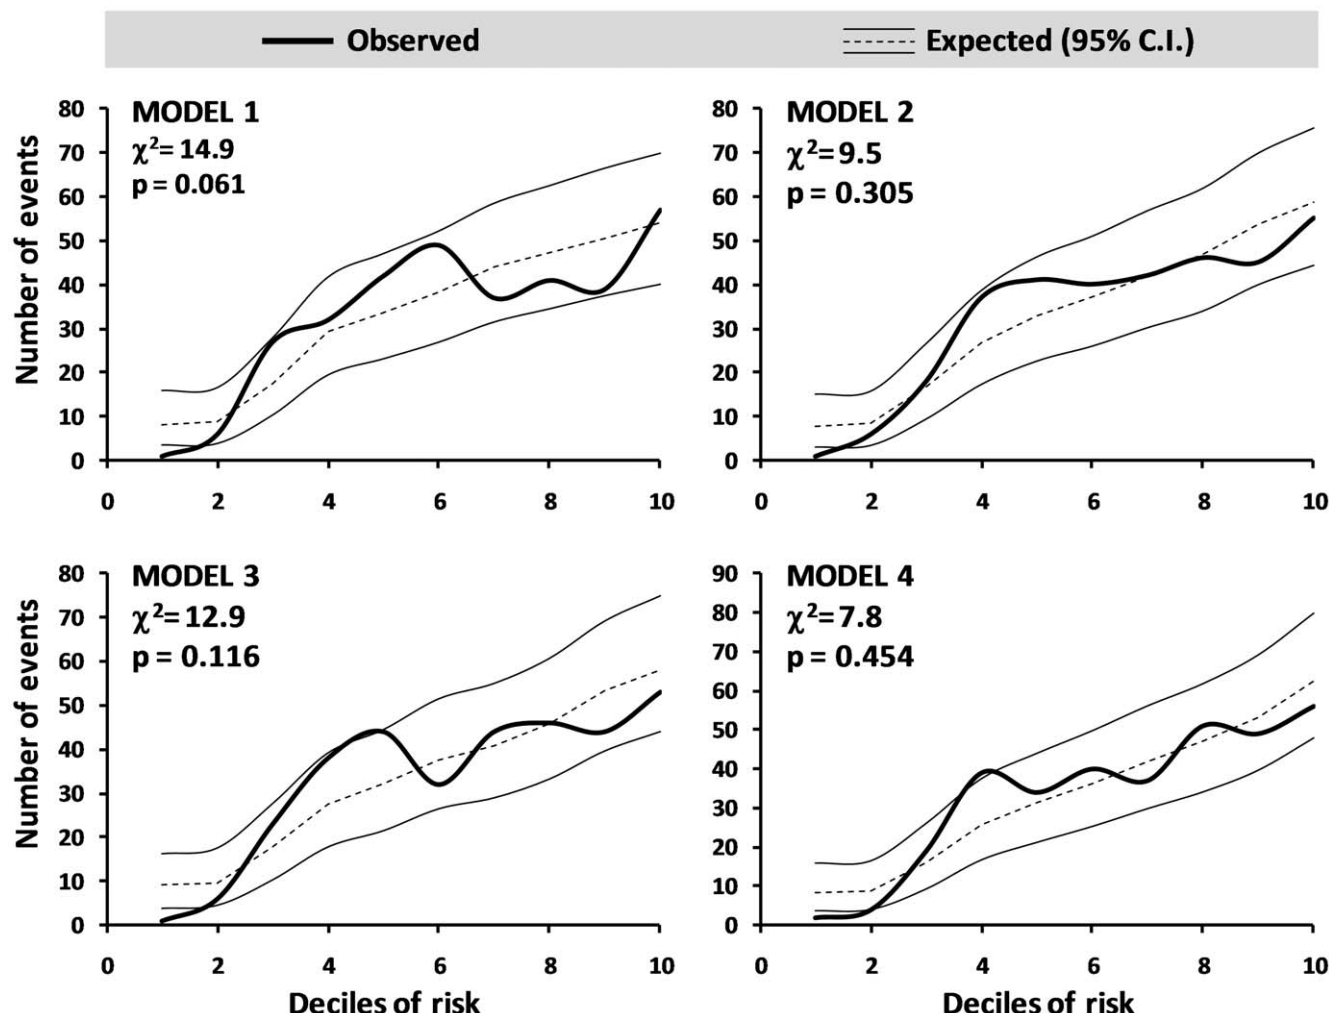 Observed
Expected (95% C.I.)
MODEL 1
χ²= 14.9
p = 0.061
Number of events
80
70
60
50
40
30
20
10
0
0 2 4 6 8 10
MODEL 2
χ²=9.5
p = 0.305
80
70
60
50
40
30
20
10
0
0 2 4 6 8 10
MODEL 3
χ²=12.9
p = 0.116
Number of events
80
70
60
50
40
30
20
10
0
0 2 4 6 8 10
Deciles of risk
MODEL 4
χ²=7.8
p = 0.454
90
80
70
60
50
40
30
20
10
0
0 2 4 6 8 10
Deciles of risk